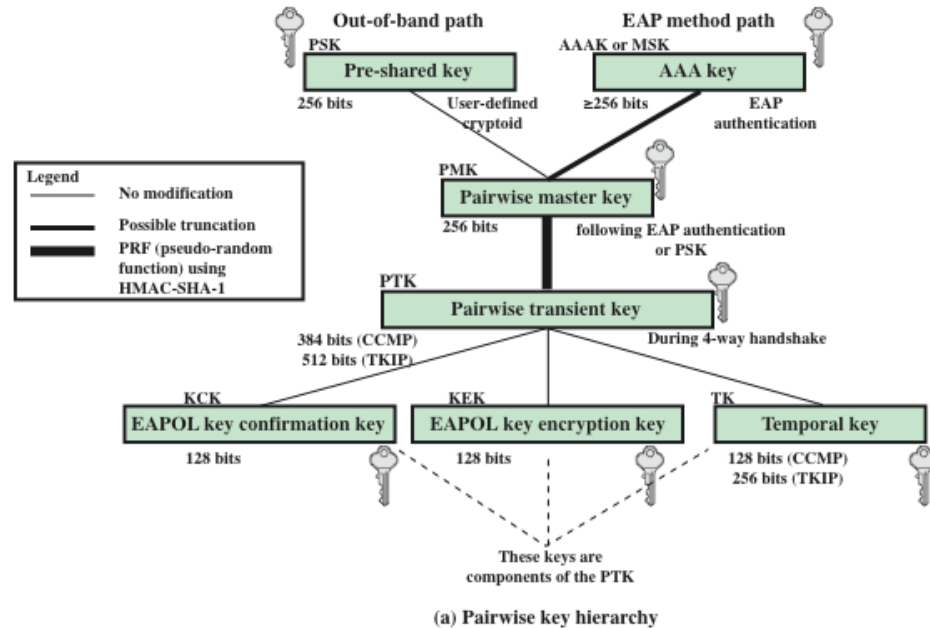 Out-of-band path
EAP method path
PSK
AAAK or MSK
Pre-shared key
AAA key
256 bits
User-defined
cryptoid
≥256 bits
EAP
authentication
Legend
No modification
Possible truncation
PRF (pseudo-random
function) using
HMAC-SHA-1
PMK
Pairwise master key
256 bits
following EAP authentication
or PSK
PTK
Pairwise transient key
384 bits (CCMP)
512 bits (TKIP)
During 4-way handshake
KCK
KEK
TK
EAPOL key confirmation key
EAPOL key encryption key
Temporal key
128 bits
128 bits
128 bits (CCMP)
256 bits (TKIP)
These keys are
components of the PTK
(a) Pairwise key hierarchy